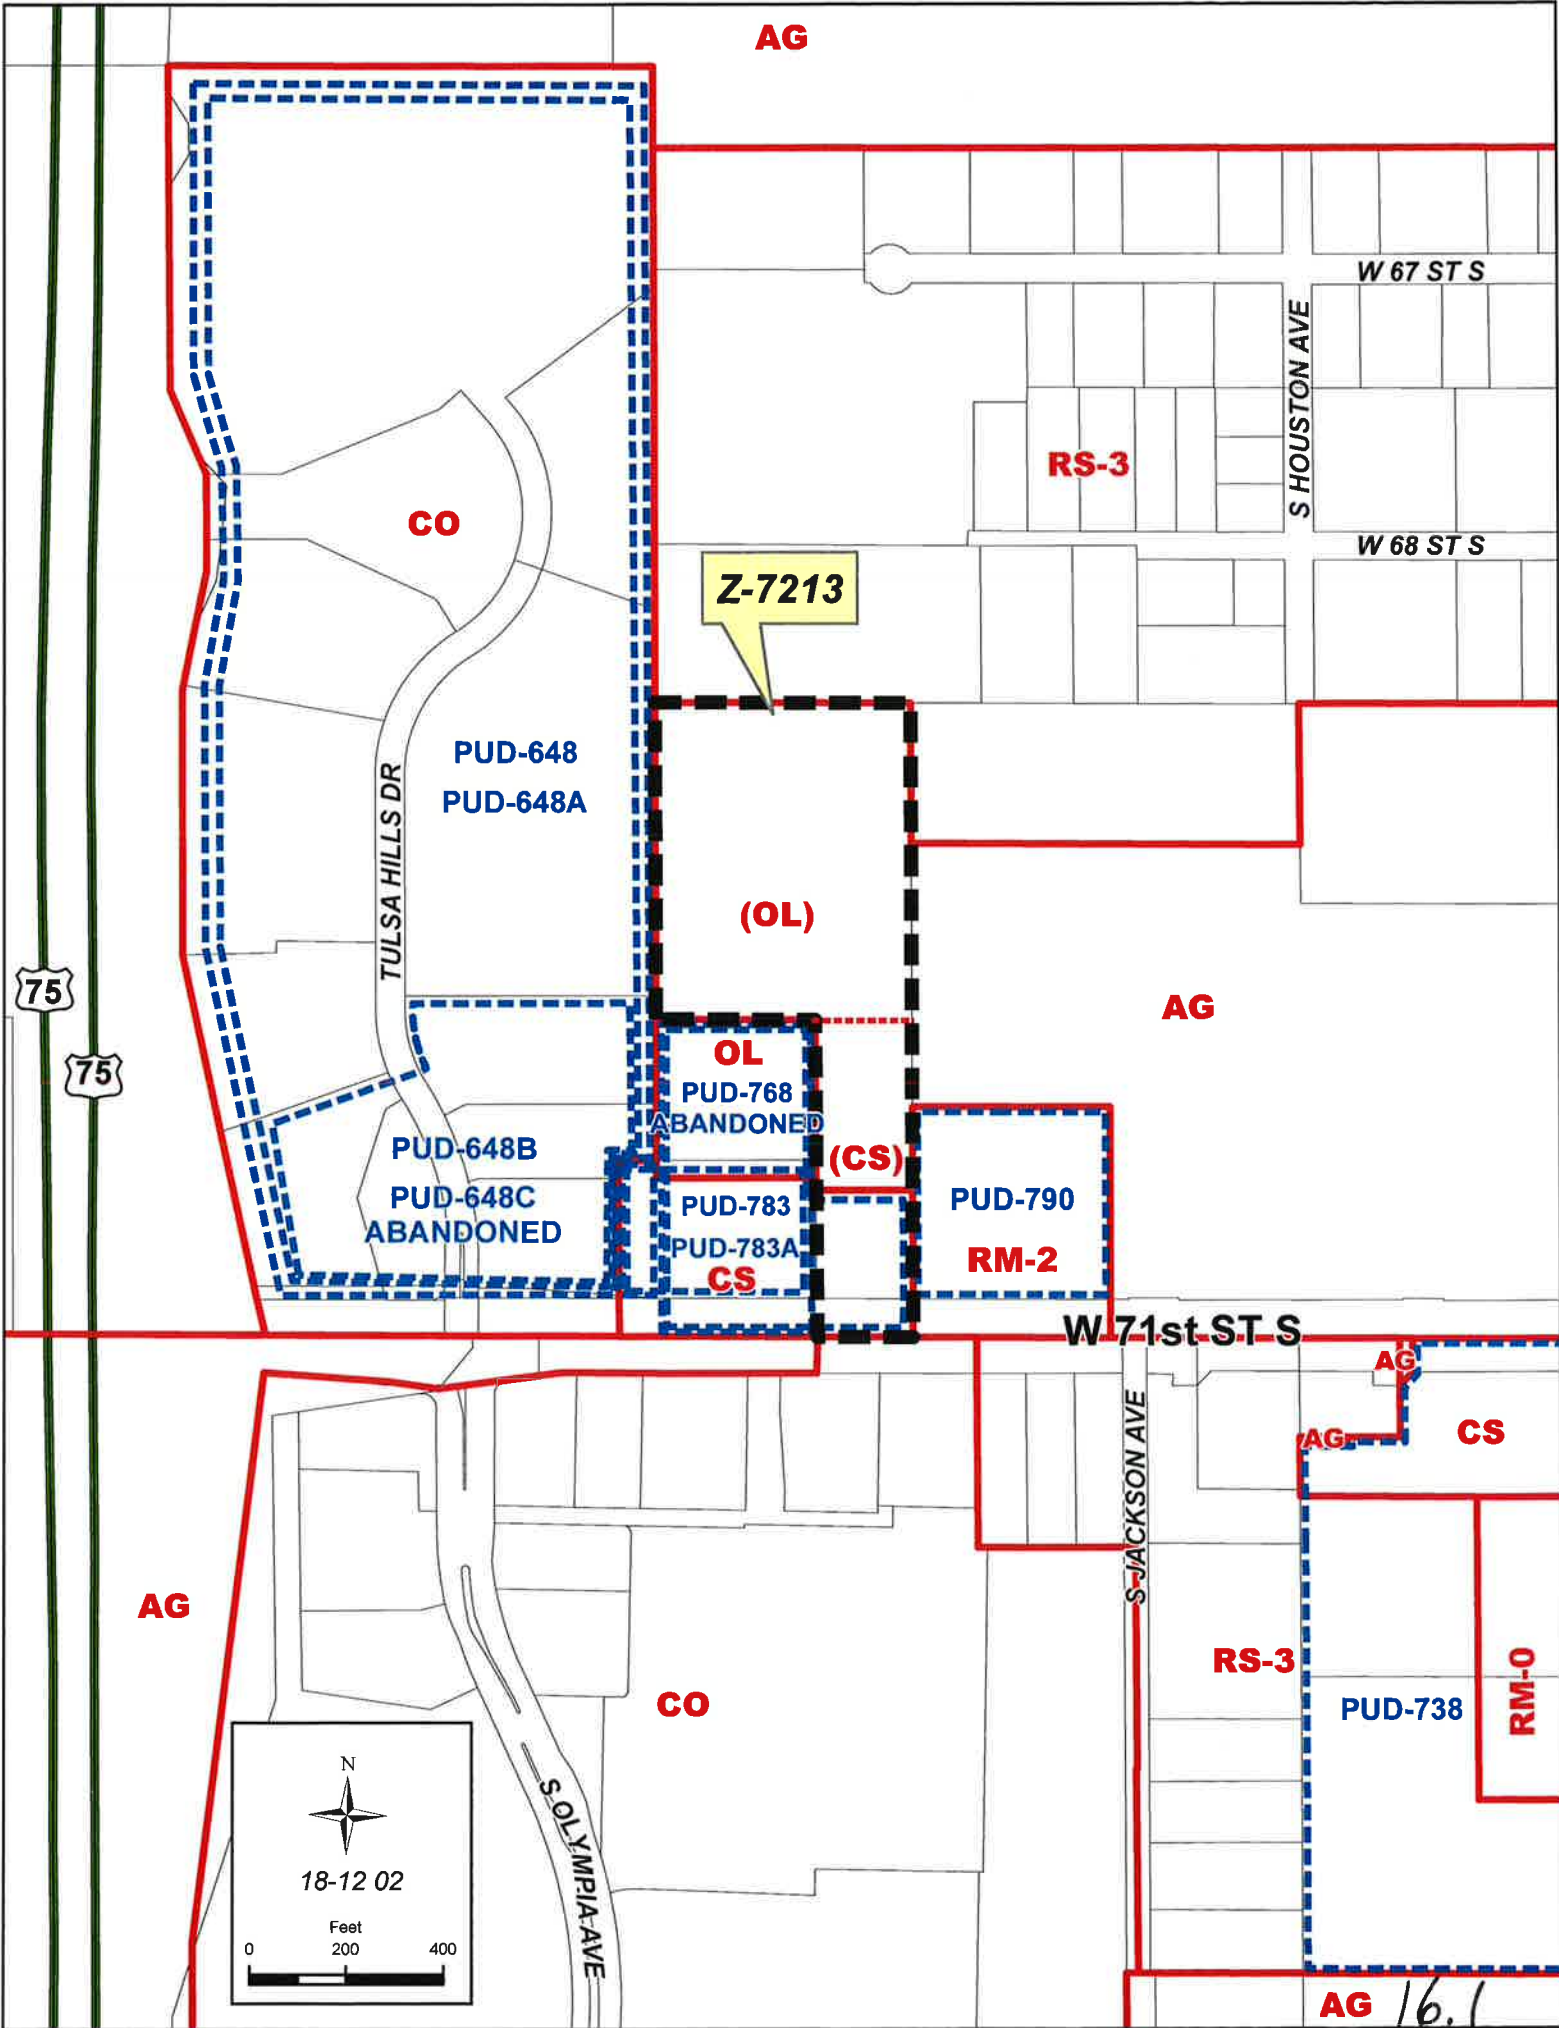 AG
W 67 ST S
S HOUSTON AVE
RS-3
CO
W 68 ST S
Z-7213
PUD-648
PUD-648A
TULSA HILLS DR
(OL)
75
AG
75
OL
PUD-768
ABANDONED
PUD-648B
(CS)
PUD-648C
ABANDONED
PUD-783
PUD-790
PUD-783A
CS
RM-2
W 71st ST S
AG
S JACKSON AVE
AG
CS
AG
RS-3
RM-0
CO
PUD-738
S OLYMPIA AVE
N
18-12 02
Feet
0 200 400
AG
16.1